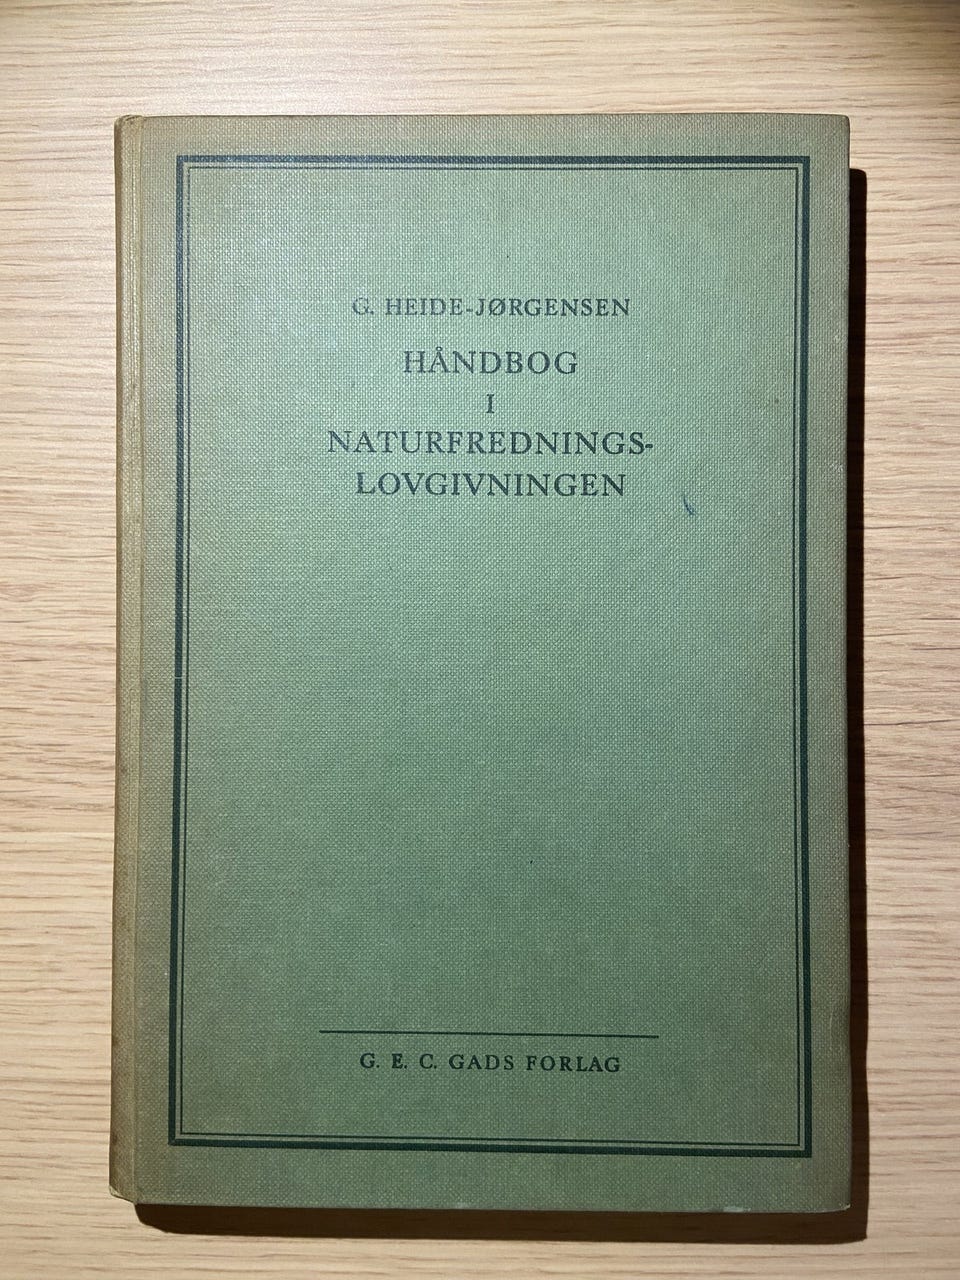 G. HEIDE-JØRGENSEN
HÅNDBOG
I
NATURFREDNINGS-
LOVGIVNINGEN
G. E. C. GADS FORLAG